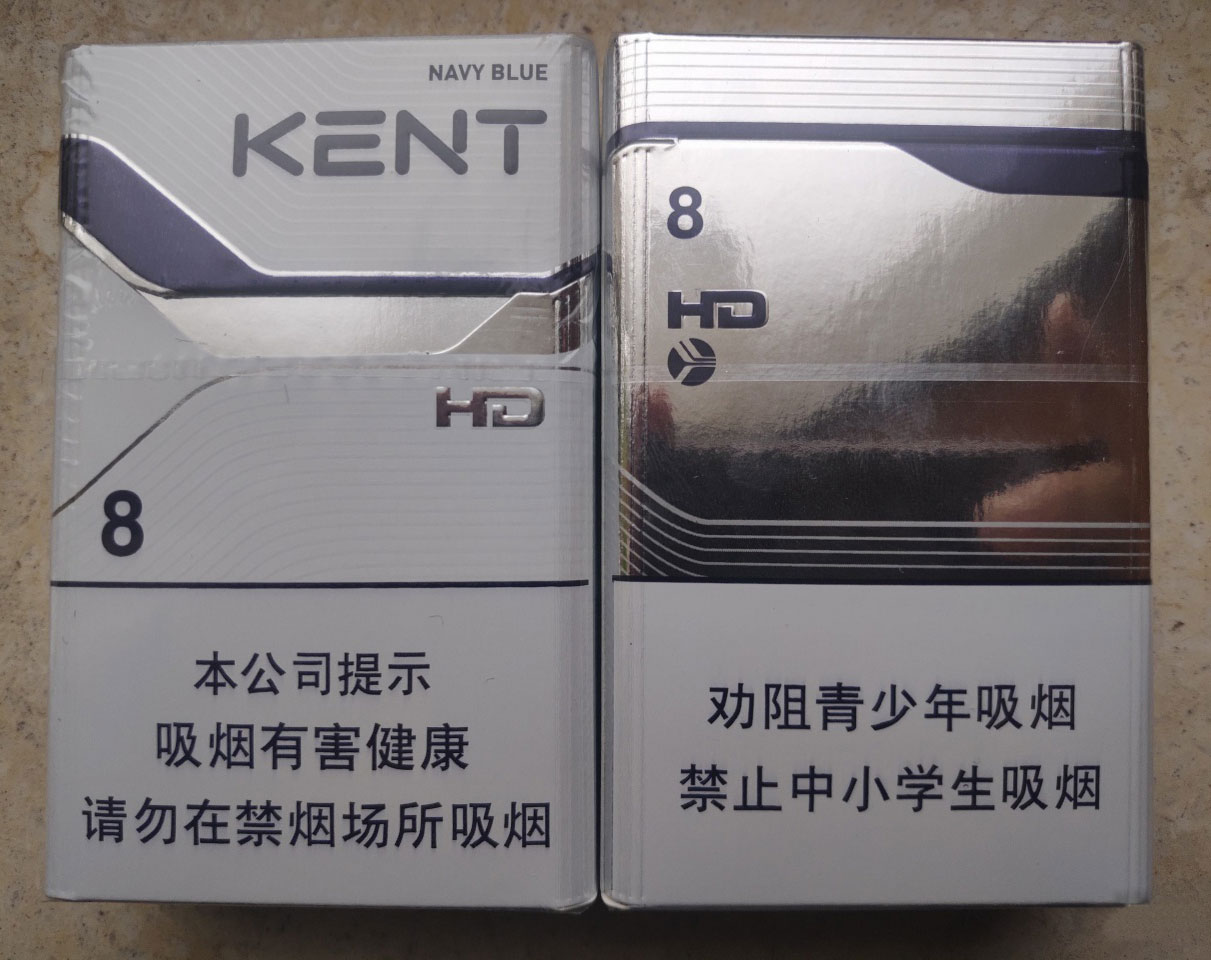 NAVY BLUE
KENT
HD
8
本公司提示
吸烟有害健康
请勿在禁烟场所吸烟
8
HD
劝阻青少年吸烟
禁止中小学生吸烟